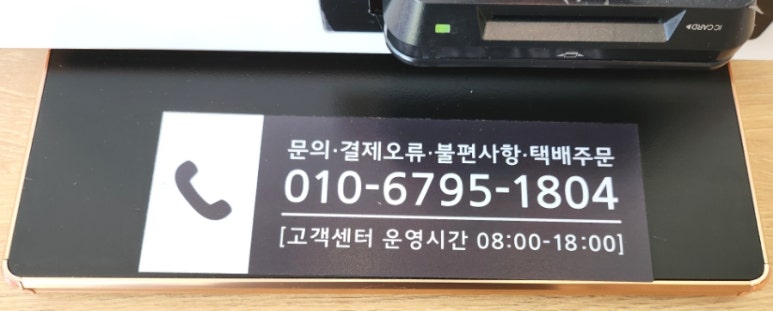 IC CARD
문의·결제오류·불편사항·택배주문
010-6795-1804
[고객센터 운영시간 08:00-18:00]